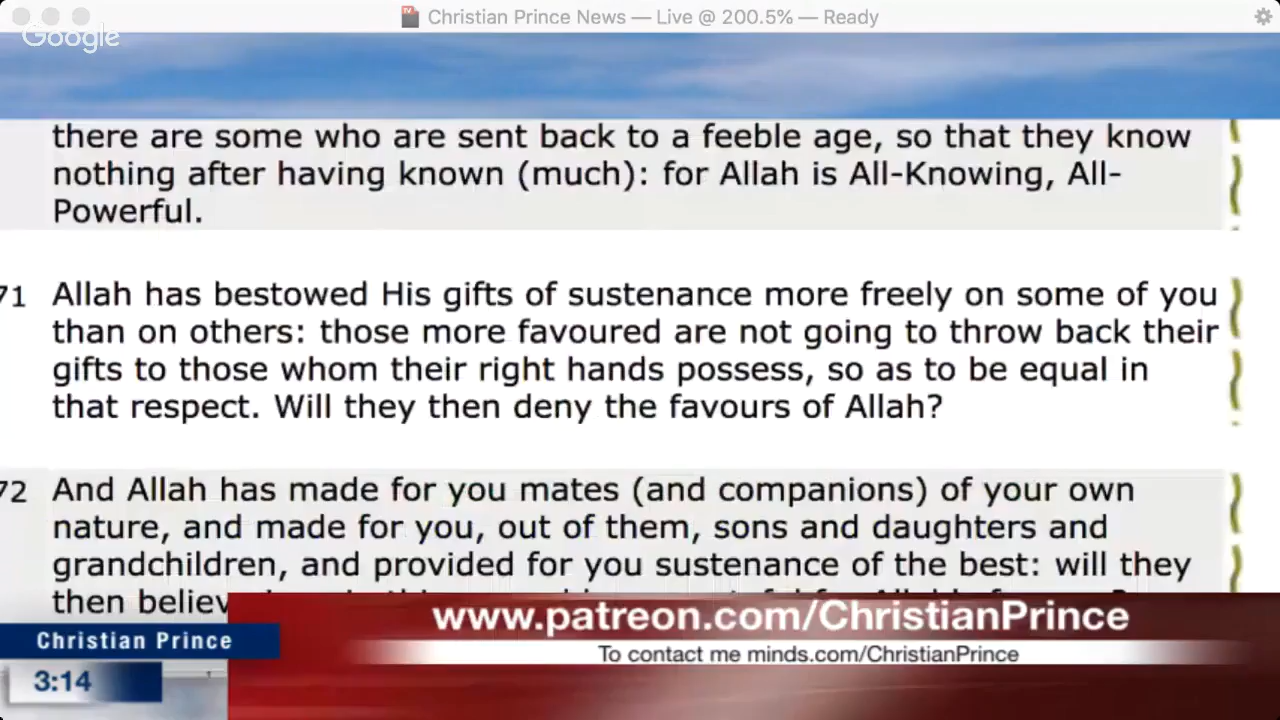 Christian Prince News — Live @ 200.5% — Ready
Google
there are some who are sent back to a feeble age, so that they know
nothing after having known (much): for Allah is All-Knowing, All-
Powerful.
71 Allah has bestowed His gifts of sustenance more freely on some of you
than on others: those more favoured are not going to throw back their
gifts to those whom their right hands possess, so as to be equal in
that respect. Will they then deny the favours of Allah?
72 And Allah has made for you mates (and companions) of your own
nature, and made for you, out of them, sons and daughters and
grandchildren, and provided for you sustenance of the best: will they
then
www.patreon.com/ChristianPrince
Christian Prince
To contact me minds.com/ChristianPrince
3:14